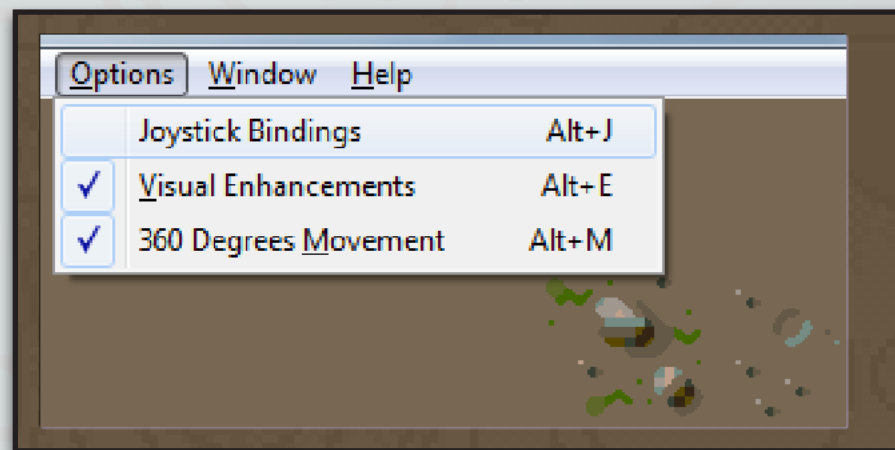 Options Window Help
Joystick Bindings Alt+J
Visual Enhancements Alt+E
360 Degrees Movement Alt+M